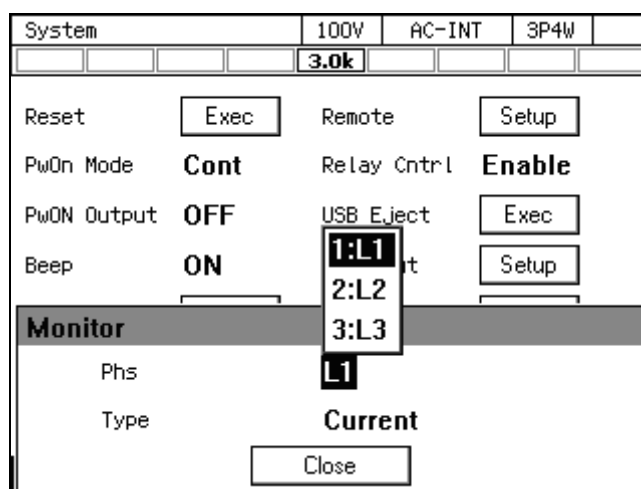 System 100V AC-INT 3P4W
3.0k
Reset Exec Remote Setup
PwOn Mode Cont Relay Cntrl Enable
PwON Output OFF USB Eject Exec
Beep ON t Setup
1:L1
2:L2
3:L3
Monitor
Phs L1
Type Current
Close